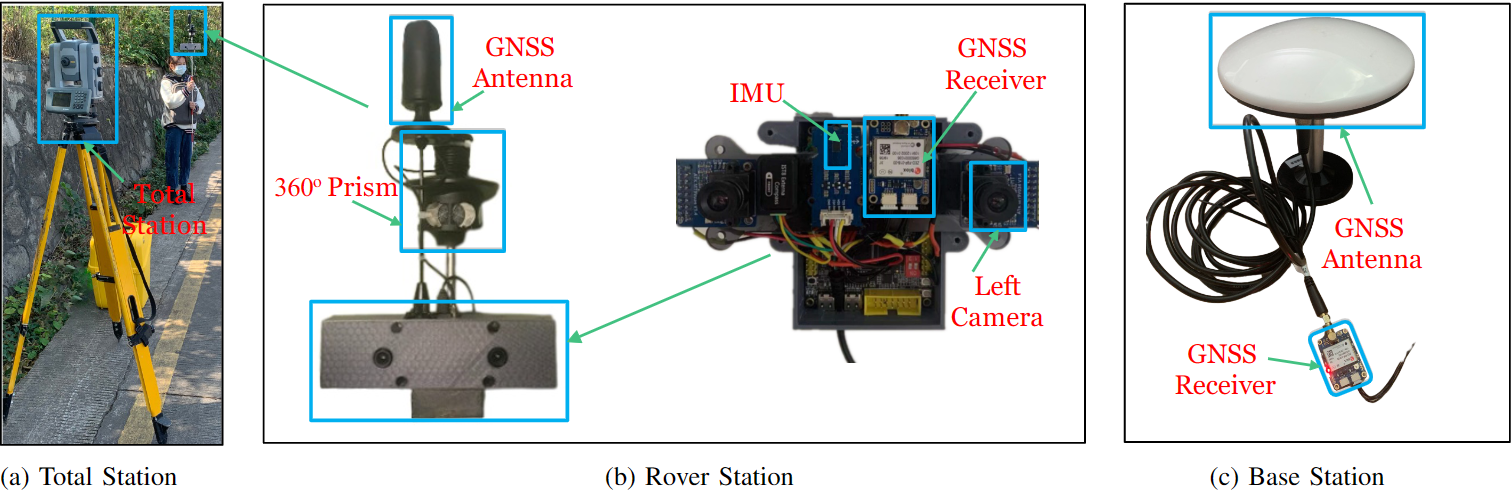 Total
Station
GNSS
Antenna
360° Prism
IMU
GNSS
Receiver
Left
Camera
GNSS
Antenna
GNSS
Receiver
(a) Total Station
(b) Rover Station
(c) Base Station